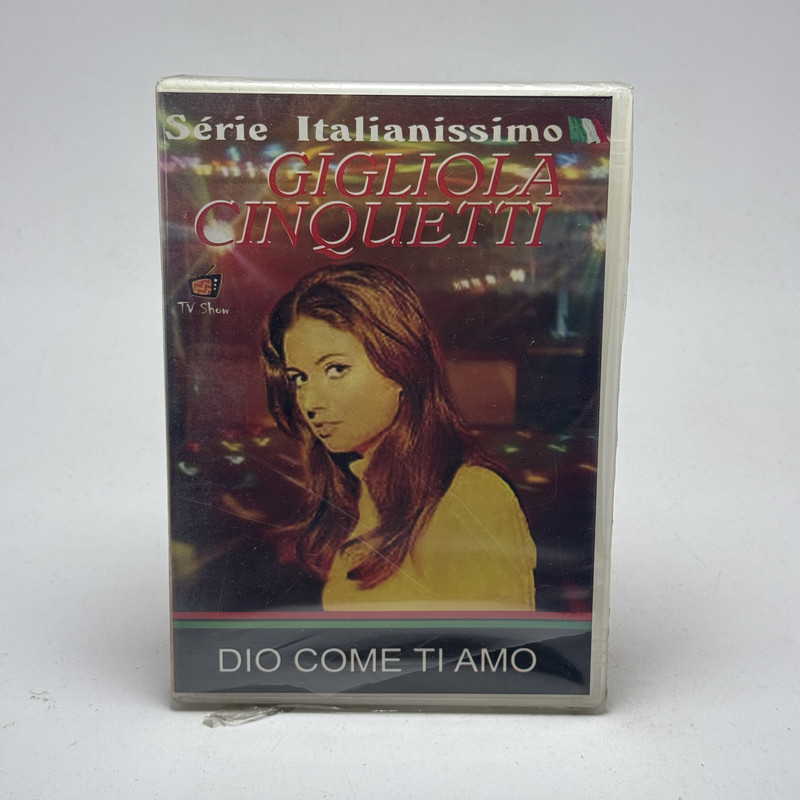 Série Italianissimo
GIGLIOLA
CINQUETTI
TV Show
DIO COME TI AMO